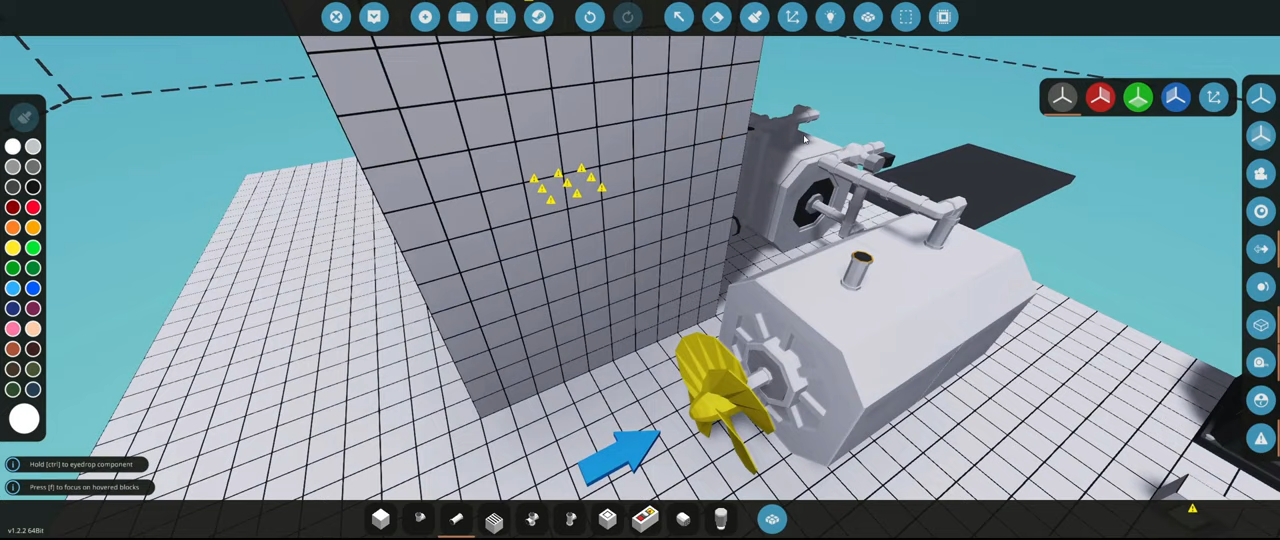 Hold [ctrl] to eyedrop component
Press [f] to focus on hovered blocks
v1.2.2 64Bit